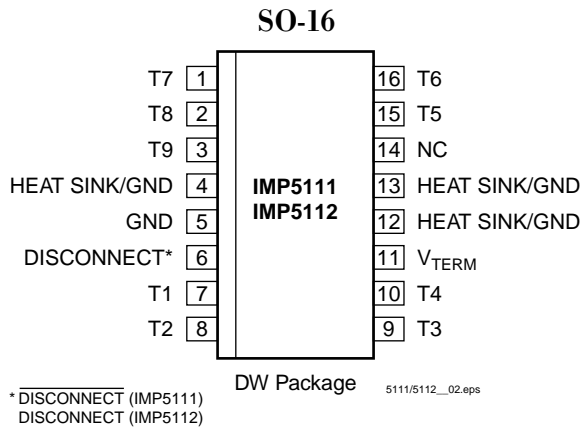 SO-16
T7 1 16 T6
T8 2 15 T5
T9 3 14 NC
HEAT SINK/GND 4 IMP5111 13 HEAT SINK/GND
GND 5 IMP5112 12 HEAT SINK/GND
DISCONNECT* 6 11 VTERM
T1 7 10 T4
T2 8 9 T3
DW Package 5111/5112__02.eps
* DISCONNECT (IMP5111)
DISCONNECT (IMP5112)